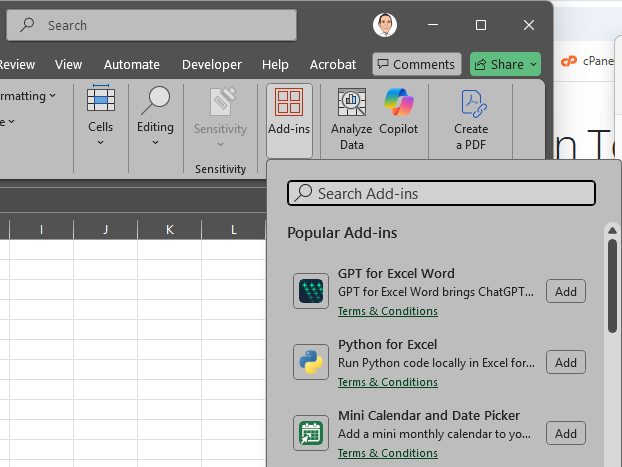 Search
Review View Automate Developer Help Acrobat Comments Share
cPane
rmatting
e
Cells
Editing
Sensitivity
Add-ins
Analyze
Data
Copilot
Create
a PDF
Sensitivity
n To
Search Add-ins
I J K L
Popular Add-ins
GPT for Excel Word
GPT for Excel Word brings ChatGPT...
Add
Terms & Conditions
Python for Excel
Run Python code locally in Excel for...
Add
Terms & Conditions
Mini Calendar and Date Picker
Add a mini monthly calendar to yo...
Add
Terms & Conditions